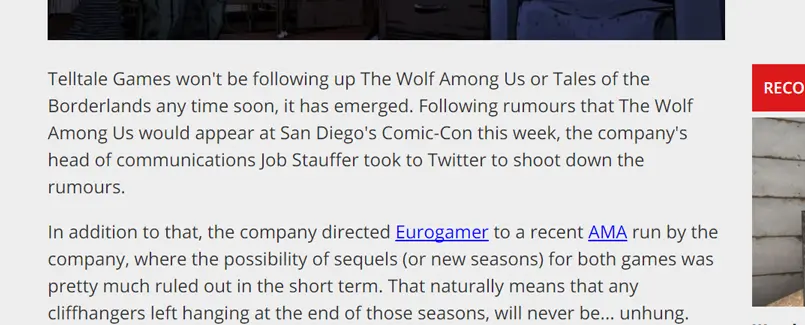 Telltale Games won't be following up The Wolf Among Us or Tales of the
Borderlands any time soon, it has emerged. Following rumours that The Wolf
Among Us would appear at San Diego's Comic-Con this week, the company's
head of communications Job Stauffer took to Twitter to shoot down the
rumours.
In addition to that, the company directed Eurogamer to a recent AMA run by the
company, where the possibility of sequels (or new seasons) for both games was
pretty much ruled out in the short term. That naturally means that any
cliffhangers left hanging at the end of those seasons, will never be... unhung.
RECO